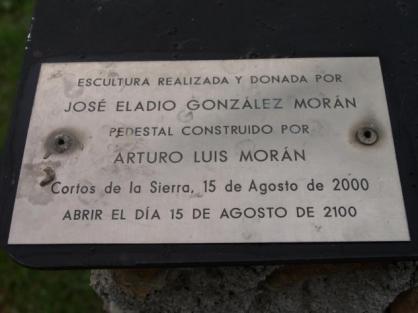 ESCULTURA REALIZADA Y DONADA POR
JOSÉ ELADIO GONZÁLEZ MORÁN
PEDESTAL CONSTRUIDO POR
ARTURO LUIS MORÁN
Cortos de la Sierra, 15 de Agosto de 2000
ABRIR EL DÍA 15 DE AGOSTO DE 2100